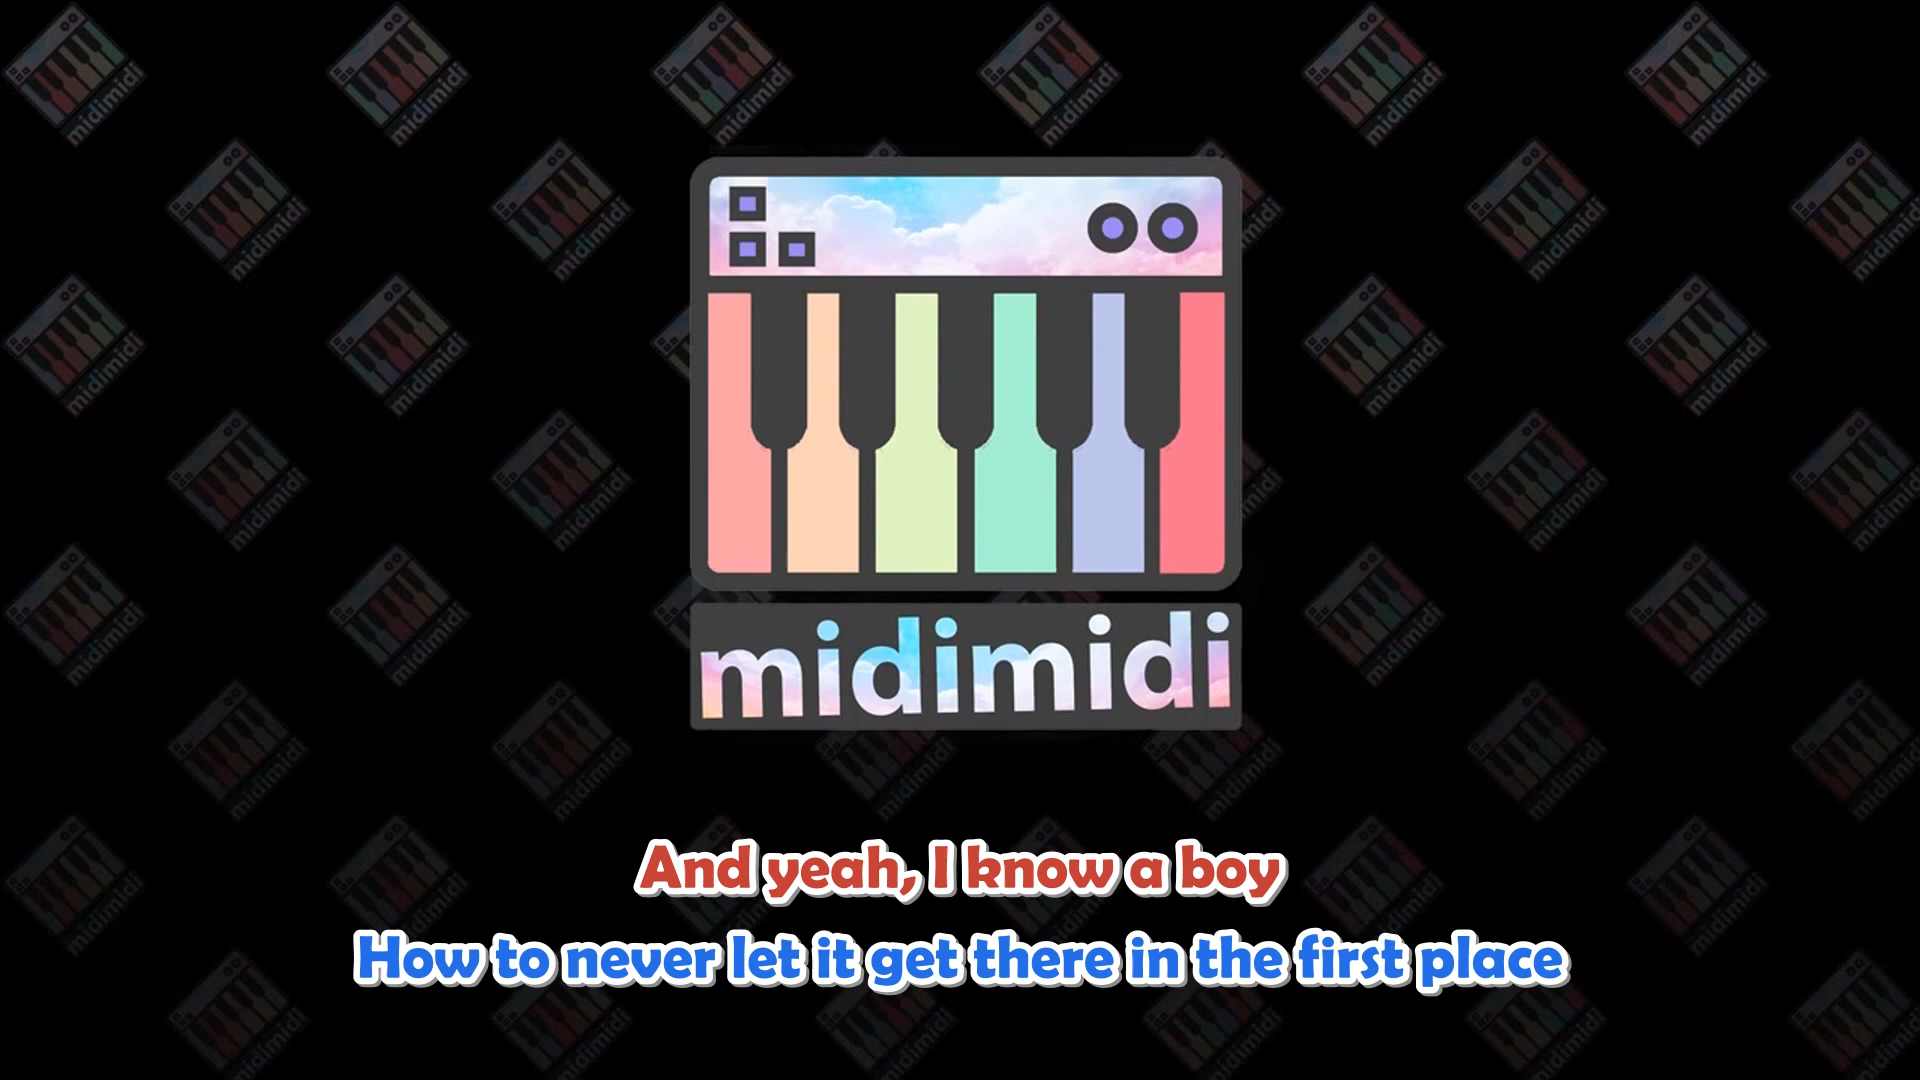 midimidi
And yeah, I know a boy
How to never let it get there in the first place